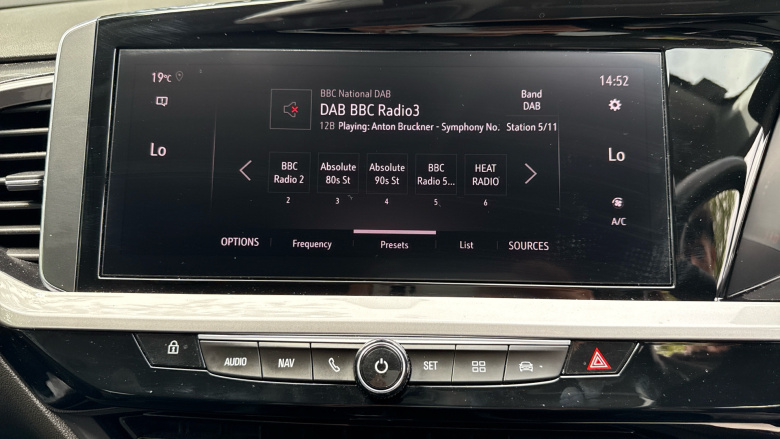 19°C
14:52
BBC National DAB
DAB BBC Radio3
12B Playing: Anton Bruckner - Symphony No. Station 5/11
Band
DAB
Lo
Lo
BBC
Radio 2
2
Absolute
80s St
3
Absolute
90s St
4
BBC
Radio 5...
5
HEAT
RADIO
6
A/C
OPTIONS Frequency Presets List SOURCES
AUDIO NAV SET